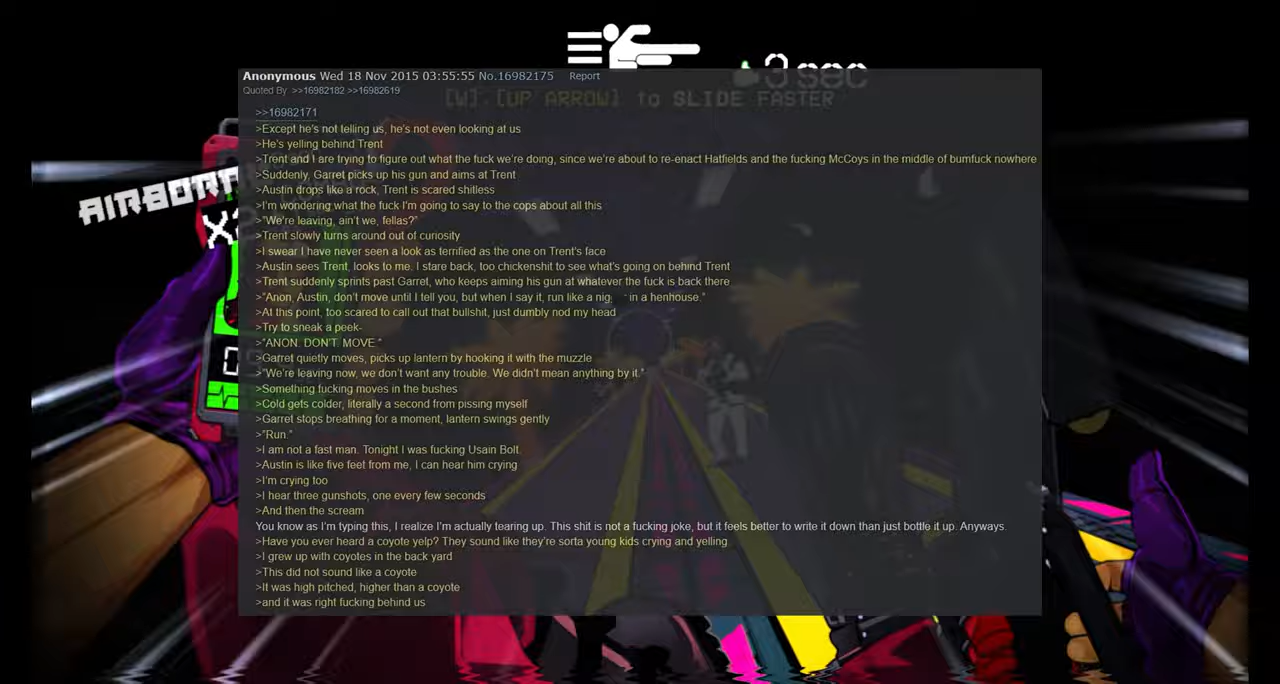 3 sec
Anonymous Wed 18 Nov 2015 03:55:55 No.16982175 Report
Quoted By >>16982182 >>16982619
[W] [UP ARROW] to SLIDE FASTER
>>16982171
>Except he's not telling us, he's not even looking at us
>He's yelling behind Trent
>Trent and I are trying to figure out what the fuck we're doing, since we're about to re-enact Hatfields and the fucking McCoys in the middle of bumfuck nowhere
>Suddenly, Garret picks up his gun and aims at Trent
>Austin drops like a rock, Trent is scared shitless
>I'm wondering what the fuck I'm going to say to the cops about all this
>"We're leaving, ain't we, fellas?"
>Trent slowly turns around out of curiosity
>I swear I have never seen a look as terrified as the one on Trent's face
>Austin sees Trent, looks to me. I stare back, too chickenshit to see what's going on behind Trent
>Trent suddenly sprints past Garret, who keeps aiming his gun at whatever the fuck is back there
>"Anon, Austin, don't move until I tell you, but when I say it, run like a nig in a henhouse."
>At this point, too scared to call out that bullshit, just dumbly nod my head
>Try to sneak a peek-
>"ANON. DON'T. MOVE."
>Garret quietly moves, picks up lantern by hooking it with the muzzle
>"We're leaving now, we don't want any trouble. We didn't mean anything by it."
>Something fucking moves in the bushes
>Cold gets colder, literally a second from pissing myself
>Garret stops breathing for a moment, lantern swings gently
>"Run."
>I am not a fast man. Tonight I was fucking Usain Bolt.
>Austin is like five feet from me, I can hear him crying
>I'm crying too
>I hear three gunshots, one every few seconds
>And then the scream
You know as I'm typing this, I realize I'm actually tearing up. This shit is not a fucking joke, but it feels better to write it down than just bottle it up. Anyways.
>Have you ever heard a coyote yelp? They sound like they're sorta young kids crying and yelling
>I grew up with coyotes in the back yard
>This did not sound like a coyote
>It was high pitched, higher than a coyote
>and it was right fucking behind us
AIRBORN